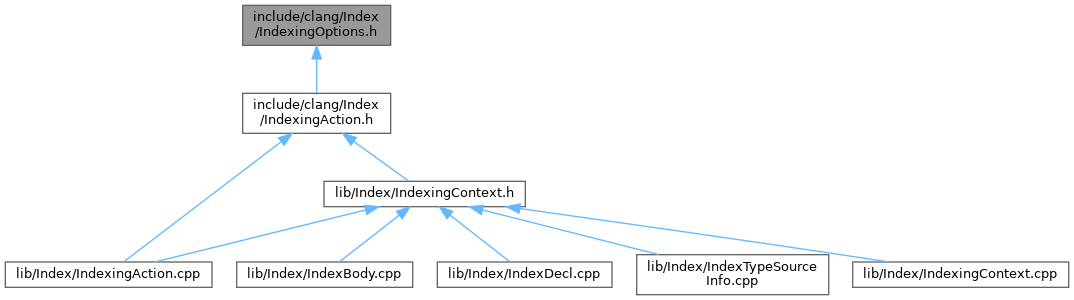 include/clang/Index
/IndexingOptions.h
include/clang/Index
/IndexingAction.h
lib/Index/IndexingContext.h
lib/Index/IndexingAction.cpp
lib/Index/IndexBody.cpp
lib/Index/IndexDecl.cpp
lib/Index/IndexTypeSource
Info.cpp
lib/Index/IndexingContext.cpp